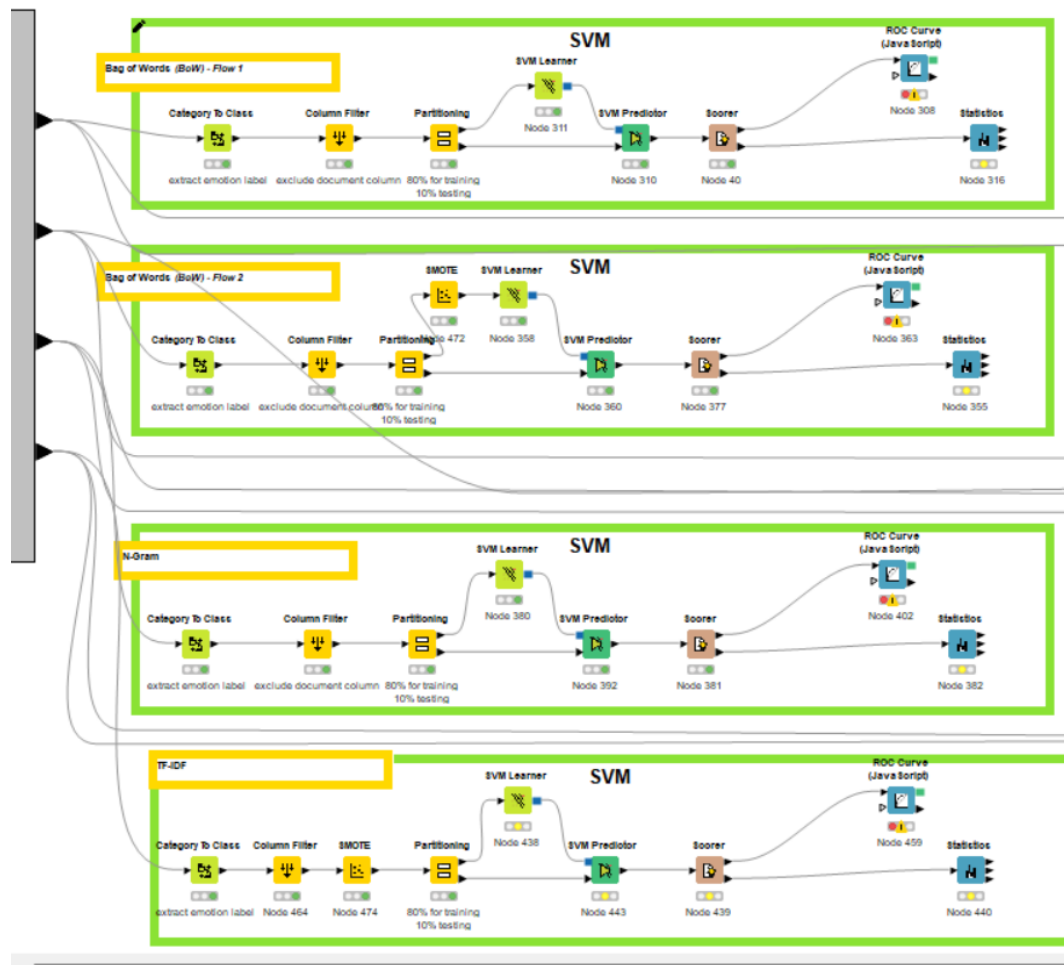 SVM
ROC Curve
(JavaScript)
Bag of Words (BoW) - Flow 1
SVM Learner
Node 311
Node 308
Category To Class
Column Filter
Partitioning
SVM Predictor
Scorer
Statistics
extract emotion label
exclude document column
80% for training
10% testing
Node 310
Node 40
Node 316
SVM
ROC Curve
(JavaScript)
Bag of Words (BoW) - Flow 2
SMOTE
SVM Learner
Node 472
Node 358
Node 363
Category To Class
Column Filter
Partitioning
SVM Predictor
Scorer
Statistics
extract emotion label
exclude document column
80% for training
10% testing
Node 360
Node 377
Node 355
SVM
ROC Curve
(JavaScript)
N-Gram
SVM Learner
Node 380
Node 402
Category To Class
Column Filter
Partitioning
SVM Predictor
Scorer
Statistics
extract emotion label
exclude document column
80% for training
10% testing
Node 392
Node 381
Node 382
TF-IDF
SVM
ROC Curve
(JavaScript)
SVM Learner
Node 438
Node 459
Category To Class
Column Filter
SMOTE
Partitioning
SVM Predictor
Scorer
Statistics
extract emotion label
Node 464
Node 474
80% for training
10% testing
Node 443
Node 439
Node 440